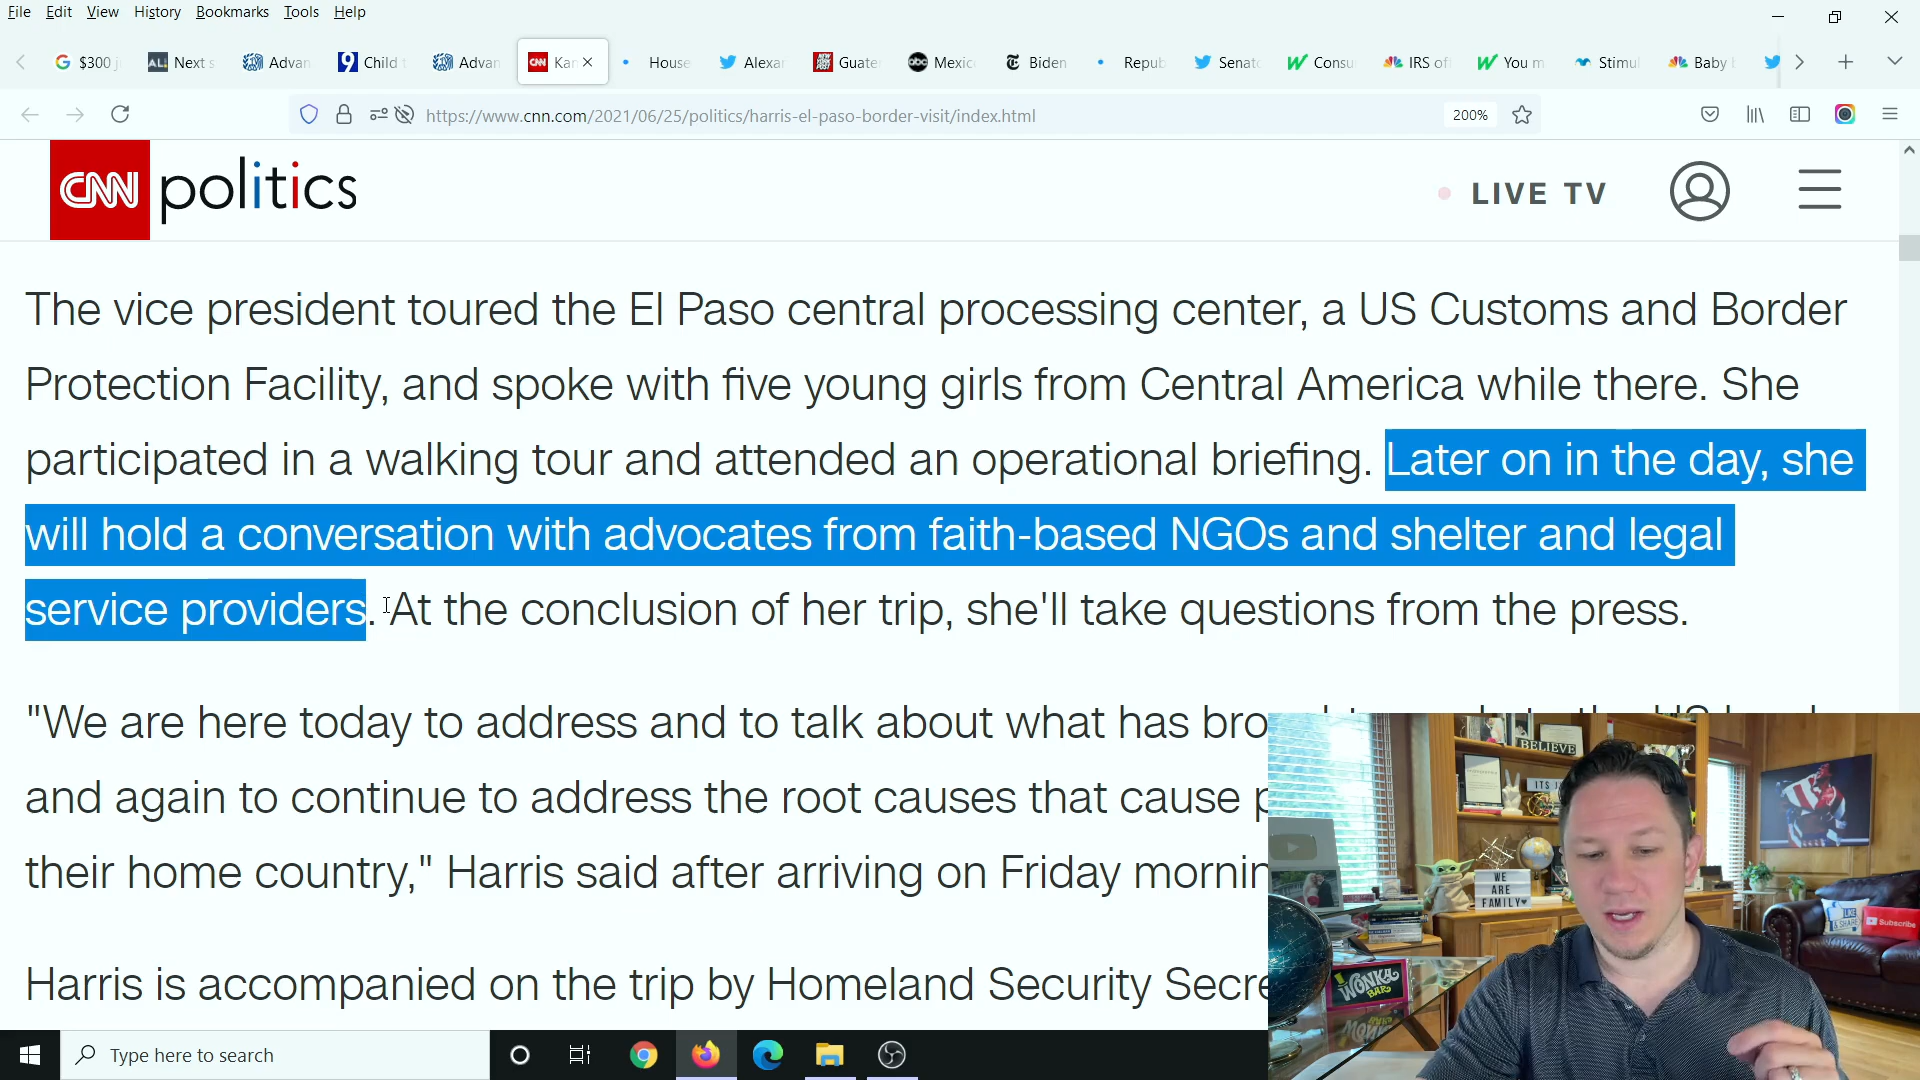 File Edit View History Bookmarks Tools Help
$300 j Next s Advan Child t Advan Kar House Alexa Guate Mexic Biden Repub Senat Consu IRS of You m Stimul Baby
https://www.cnn.com/2021/06/25/politics/harris-el-paso-border-visit/index.html 200%
CNN politics LIVE TV
The vice president toured the El Paso central processing center, a US Customs and Border
Protection Facility, and spoke with five young girls from Central America while there. She
participated in a walking tour and attended an operational briefing. Later on in the day, she
will hold a conversation with advocates from faith-based NGOs and shelter and legal
service providers. At the conclusion of her trip, she'll take questions from the press.
"We are here today to address and to talk about what has bro
and again to continue to address the root causes that cause p
their home country," Harris said after arriving on Friday mornin
Harris is accompanied on the trip by Homeland Security Secre
BELIEVE
ITS
WE
ARE
FAMILY
LIKE
& SHARE
Subscribe
WONKA
BAR
Type here to search